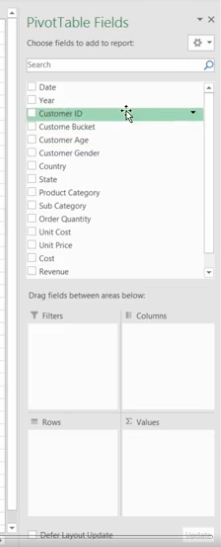 PivotTable Fields
Choose fields to add to report:
Search
Date
Year
Customer ID
Custome Bucket
Customer Age
Customer Gender
Country
State
Product Category
Sub Category
Order Quantity
Unit Cost
Unit Price
Cost
Revenue
Drag fields between areas below:
Filters
Columns
Rows
Σ Values
Defer Layout Update
Update